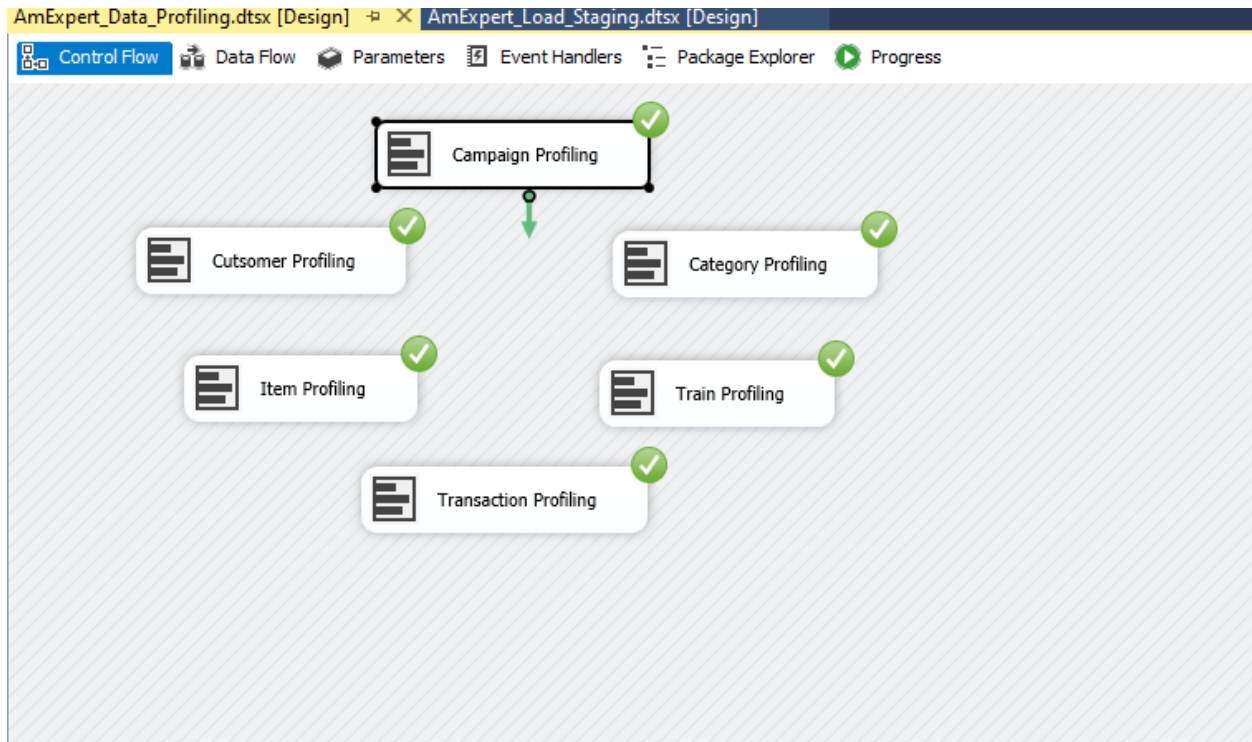 AmExpert_Data_Profiling.dtsx [Design] AmExpert_Load_Staging.dtsx [Design]
Control Flow Data Flow Parameters Event Handlers Package Explorer Progress
Campaign Profiling
Cutsomer Profiling
Category Profiling
Item Profiling
Train Profiling
Transaction Profiling